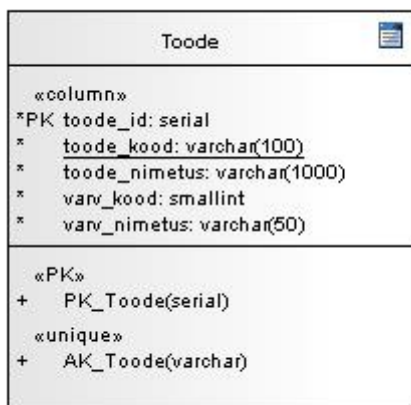 Toode
«column»
*PK toode_id: serial
* toode_kood: varchar(100)
* toode_nimetus: varchar(1000)
* varv_kood: smallint
* varv_nimetus: varchar(50)
«PK»
+ PK_Toode(serial)
«unique»
+ AK_Toode(varchar)